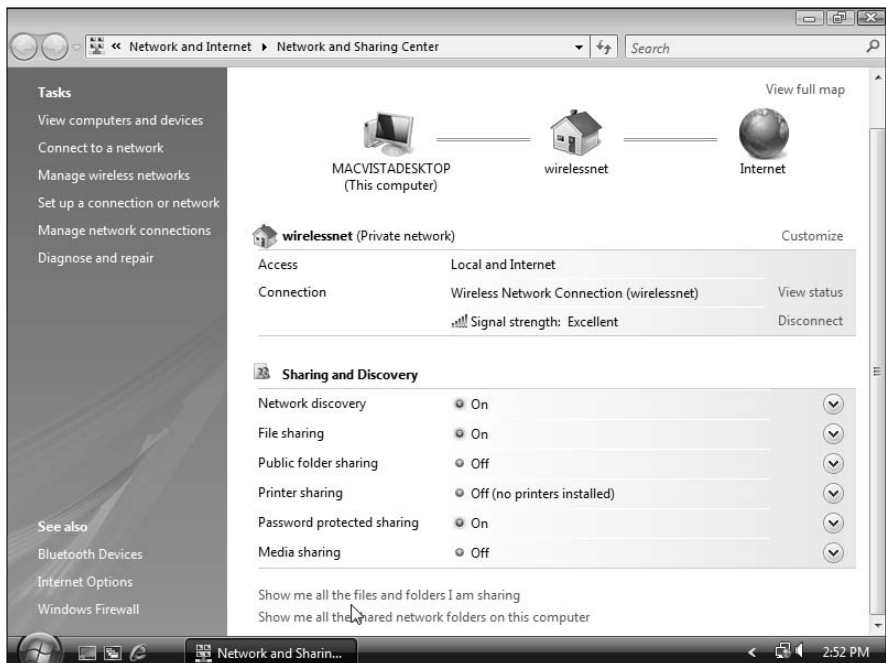 « Network and Internet ▸ Network and Sharing Center
Search
Tasks
View computers and devices
Connect to a network
Manage wireless networks
Set up a connection or network
Manage network connections
Diagnose and repair
See also
Bluetooth Devices
Internet Options
Windows Firewall
View full map
MACVISTADESKTOP
(This computer)
wirelessnet
Internet
wirelessnet (Private network) Customize
Access Local and Internet
Connection Wireless Network Connection (wirelessnet) View status
Signal strength: Excellent Disconnect
Sharing and Discovery
Network discovery On
File sharing On
Public folder sharing Off
Printer sharing Off (no printers installed)
Password protected sharing On
Media sharing Off
Show me all the files and folders I am sharing
Show me all the shared network folders on this computer
Network and Sharin...
2:52 PM